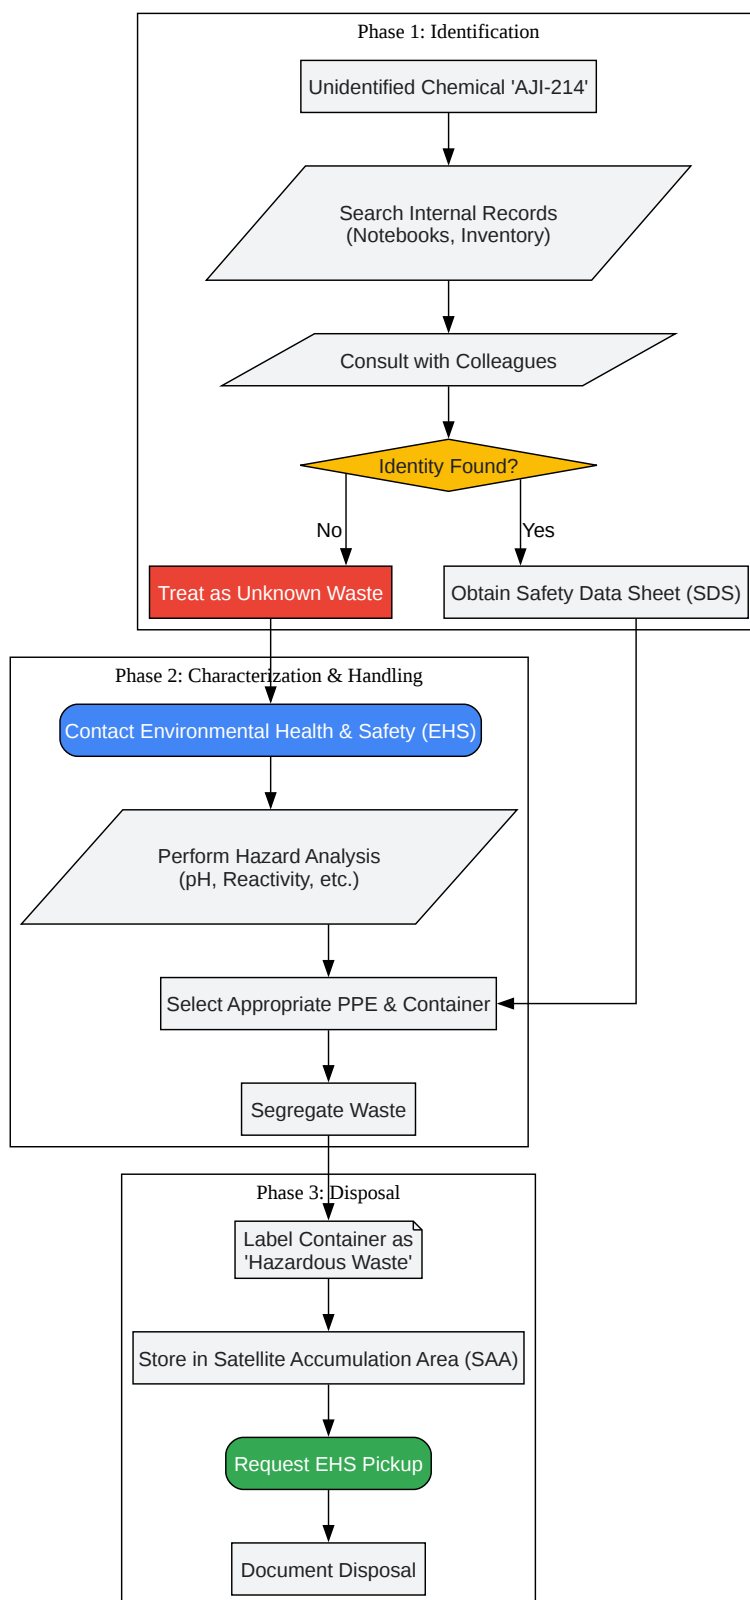 Phase 1: Identification
Unidentified Chemical 'AJI-214'
Search Internal Records
(Notebooks, Inventory)
Consult with Colleagues
Identity Found?
No
Yes
Treat as Unknown Waste
Obtain Safety Data Sheet (SDS)
Phase 2: Characterization & Handling
Contact Environmental Health & Safety (EHS)
Perform Hazard Analysis
(pH, Reactivity, etc.)
Select Appropriate PPE & Container
Segregate Waste
Phase 3: Disposal
Label Container as
'Hazardous Waste'
Store in Satellite Accumulation Area (SAA)
Request EHS Pickup
Document Disposal